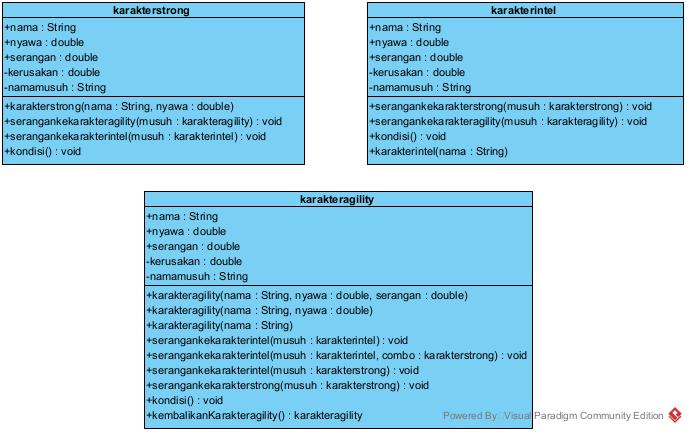 karakterstrong
+nama : String
+nyawa : double
+serangan : double
-kerusakan : double
-namamusuh : String
+karakterstrong(nama : String, nyawa : double)
+serangankekarakteragility(musuh : karakteragility) : void
+serangankekarakterintel(musuh : karakterintel) : void
+kondisi() : void
karakterintel
+nama : String
+nyawa : double
+serangan : double
-kerusakan : double
-namamusuh : String
+serangankekarakterstrong(musuh : karakterstrong) : void
+serangankekarakteragility(musuh : karakteragility) : void
+kondisi() : void
+karakterintel(nama : String)
karakteragility
+nama : String
+nyawa : double
+serangan : double
-kerusakan : double
-namamusuh : String
+karakteragility(nama : String, nyawa : double, serangan : double)
+karakteragility(nama : String, nyawa : double)
+karakteragility(nama : String)
+serangankekarakterintel(musuh : karakterintel) : void
+serangankekarakterintel(musuh : karakterintel, combo : karakterstrong) : void
+serangankekarakterintel(musuh : karakterstrong) : void
+serangankekarakterstrong(musuh : karakterstrong) : void
+kondisi() : void
+kembalikanKarakteragility() : karakteragility
Powered By Visual Paradigm Community Edition